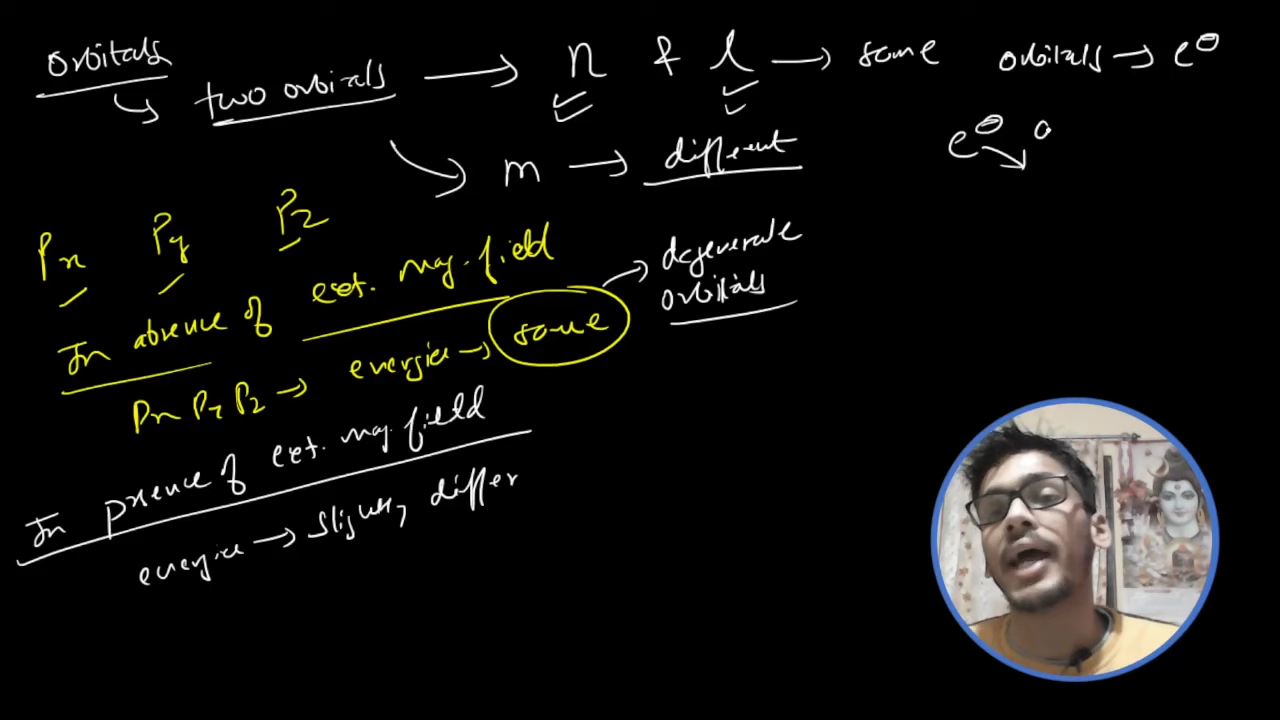 orbitals
two orbitals → n & l → same orbitals → e⊖
m → different e⊖
Px Py Pz
In absence of ext. mag. field
degenerate
orbitals
Px Py Pz → energies → same
In presence of ext. mag. field
energies → slightly differ